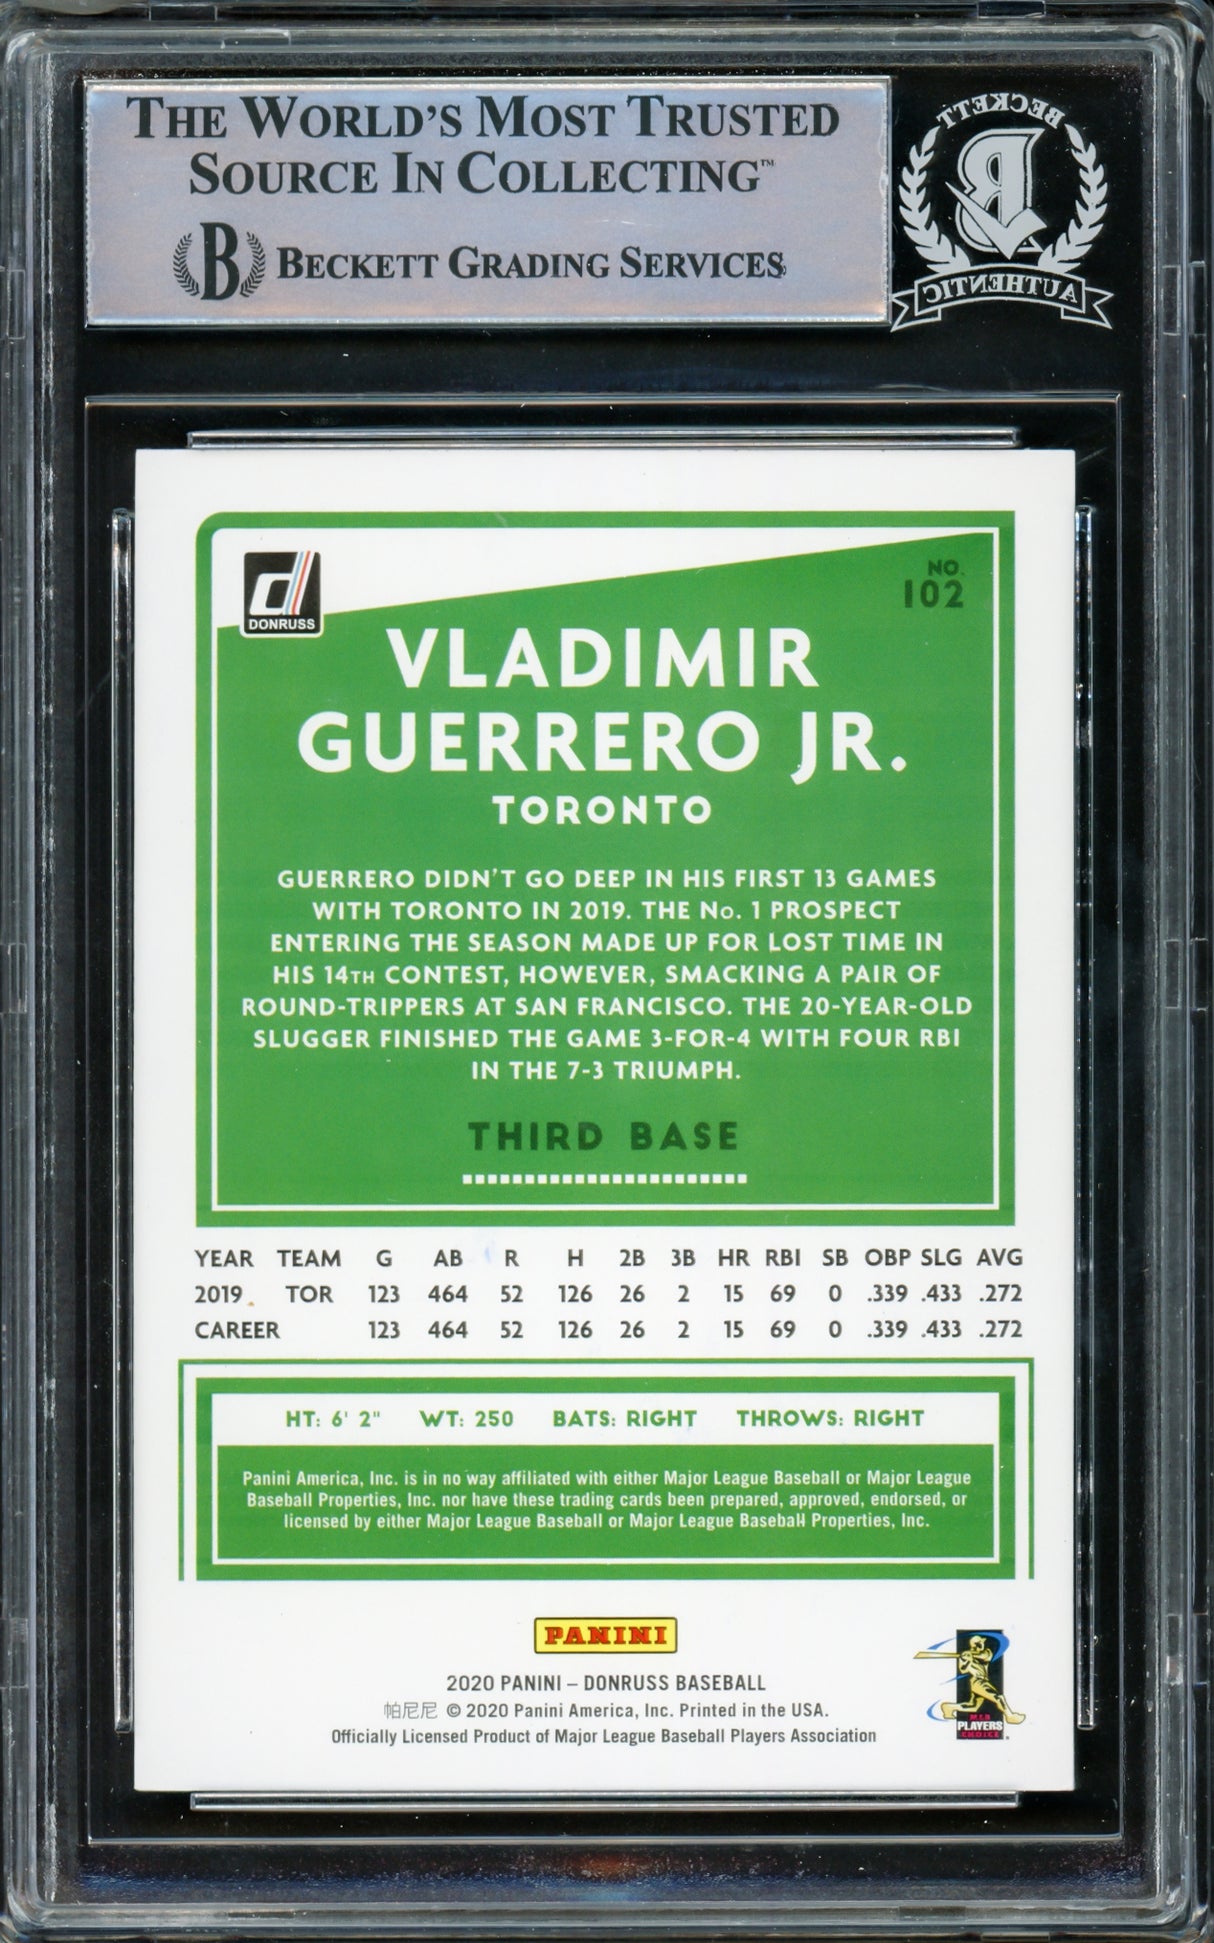 THE WORLD'S MOST TRUSTED
SOURCE IN COLLECTING™
B BECKETT GRADING SERVICES
BECKETT
B
AUTHENTIC
d
DONRUSS
NO.
102
VLADIMIR
GUERRERO JR.
TORONTO
GUERRERO DIDN'T GO DEEP IN HIS FIRST 13 GAMES
WITH TORONTO IN 2019. THE No. 1 PROSPECT
ENTERING THE SEASON MADE UP FOR LOST TIME IN
HIS 14TH CONTEST, HOWEVER, SMACKING A PAIR OF
ROUND-TRIPPERS AT SAN FRANCISCO. THE 20-YEAR-OLD
SLUGGER FINISHED THE GAME 3-FOR-4 WITH FOUR RBI
IN THE 7-3 TRIUMPH.
THIRD BASE
YEAR TEAM G AB R H 2B 3B HR RBI SB OBP SLG AVG
2019 TOR 123 464 52 126 26 2 15 69 0 .339 .433 .272
CAREER 123 464 52 126 26 2 15 69 0 .339 .433 .272
HT: 6' 2" WT: 250 BATS: RIGHT THROWS: RIGHT
Panini America, Inc. is in no way affiliated with either Major League Baseball or Major League
Baseball Properties, Inc. nor have these trading cards been prepared, approved, endorsed, or
licensed by either Major League Baseball or Major League Baseball Properties, Inc.
PANINI
2020 PANINI – DONRUSS BASEBALL
帕尼尼 © 2020 Panini America, Inc. Printed in the USA.
Officially Licensed Product of Major League Baseball Players Association
MLB
PLAYERS
CHOICE